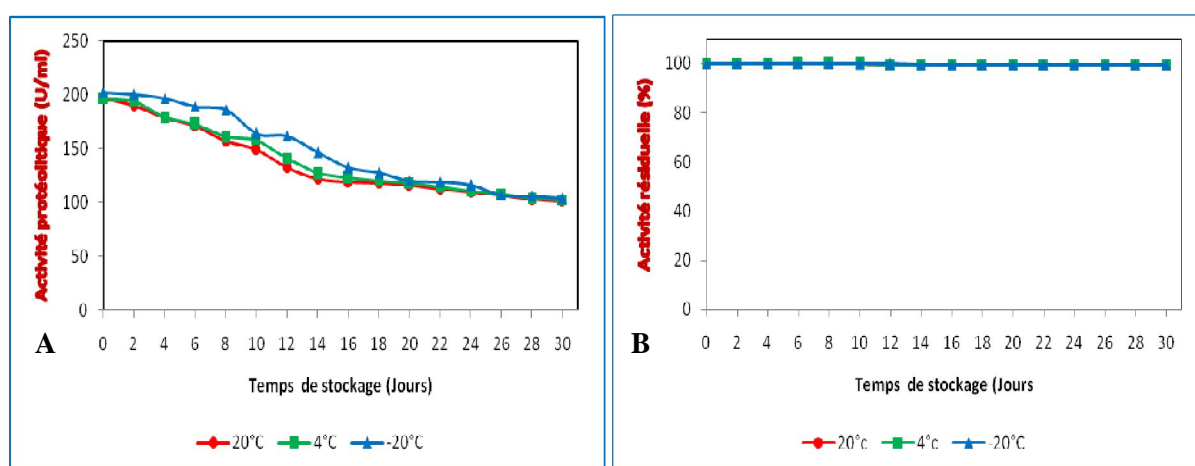 250
200
150
100
50
0
Activité protéolitique (U/ml)
A
0 2 4 6 8 10 12 14 16 18 20 22 24 26 28 30
Temps de stockage (Jours)
20°C 4°C -20°C
100
80
60
40
20
0
Activité résiduelle (%)
B
0 2 4 6 8 10 12 14 16 18 20 22 24 26 28 30
Temps de stockage (Jours
20°c 4°c -20°C